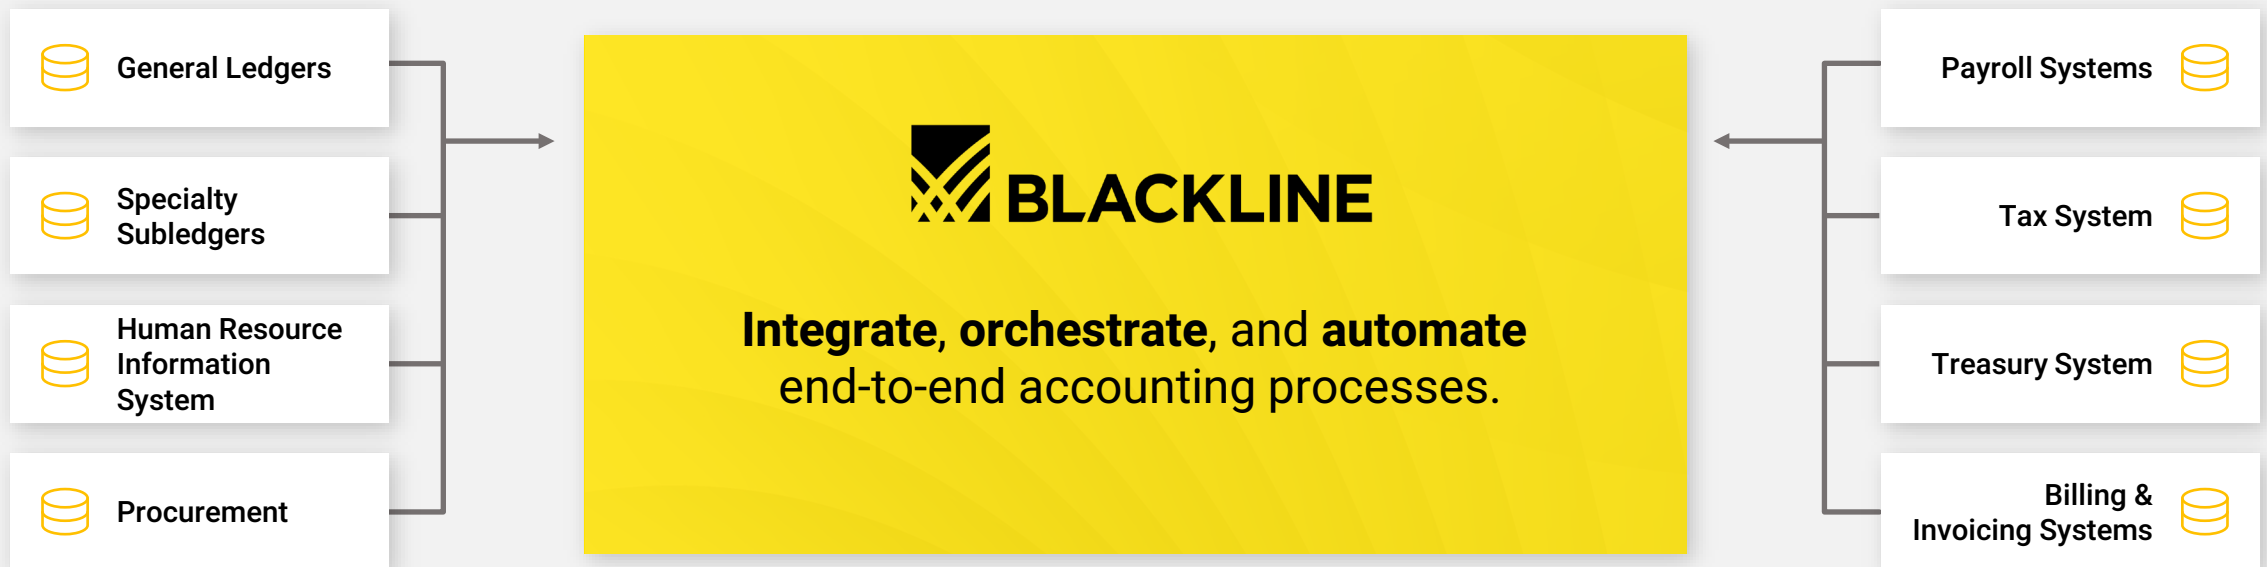 General Ledgers
Specialty
Subledgers
Human Resource
Information
System
Procurement
BLACKLINE
Integrate, orchestrate, and automate
end-to-end accounting processes.
Payroll Systems
Tax System
Treasury System
Billing &
Invoicing Systems